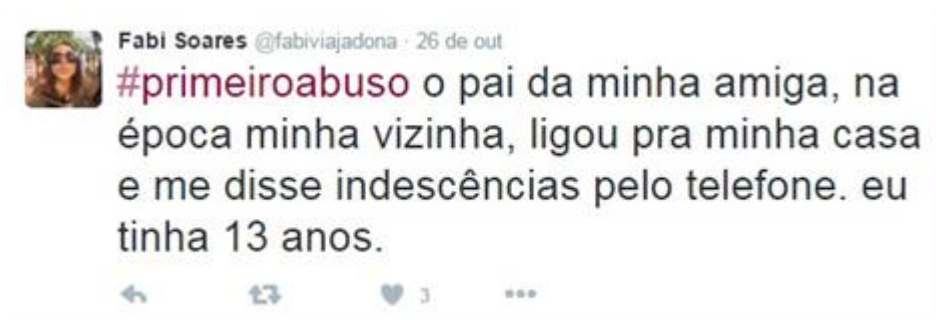 Fabi Soares @fabiviajadona · 26 de out
#primeiroabuso o pai da minha amiga, na
época minha vizinha, ligou pra minha casa
e me disse indescências pelo telefone. eu
tinha 13 anos.
3